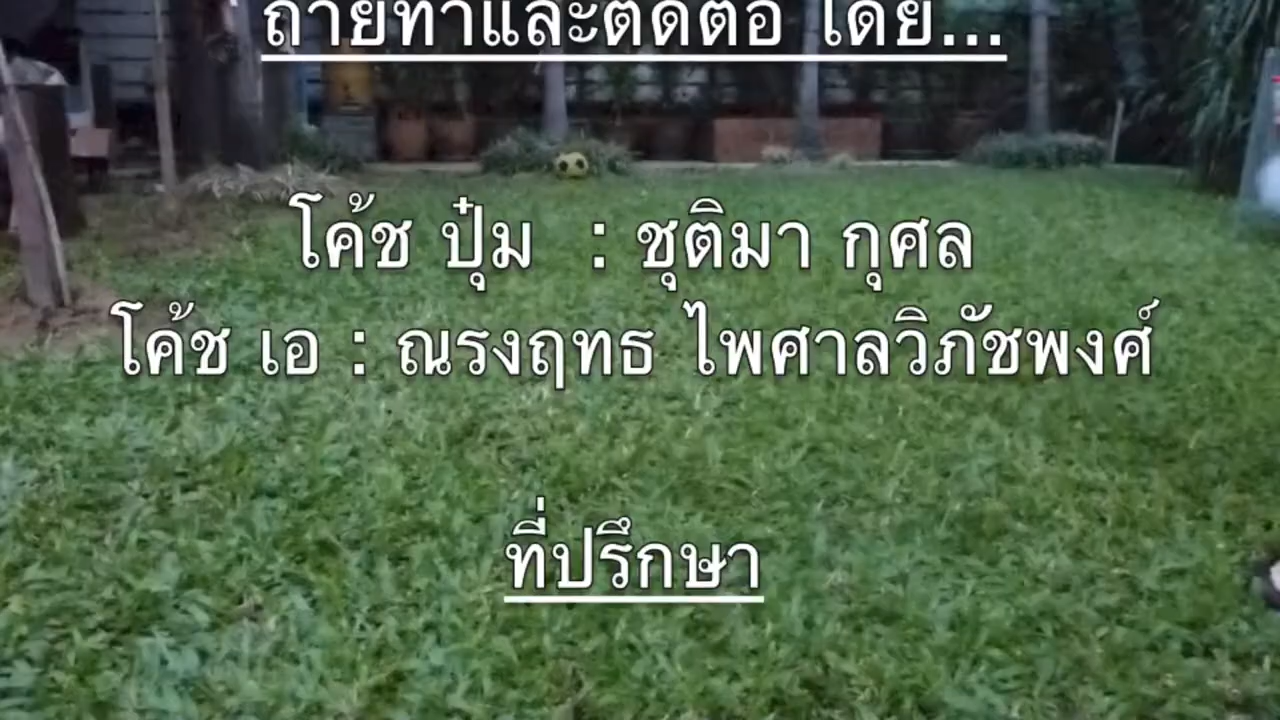 ถ่ายทำและตัดต่อ โดย...
โค้ช ปุ๋ม : ชุติมา กุศล
โค้ช เอ : ณรงฤทธ ไพศาลวิภัชพงศ์
ที่ปรึกษา